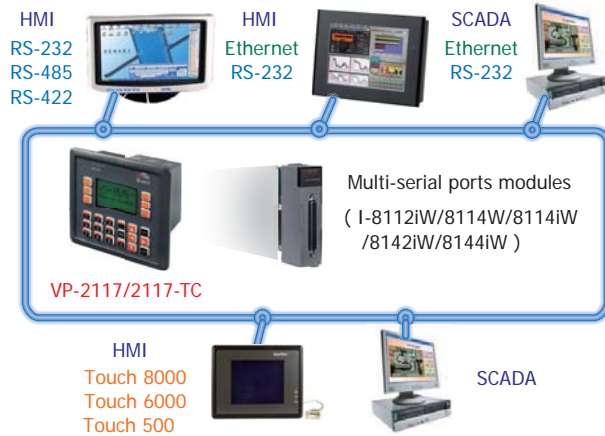 HMI
RS-232
RS-485
RS-422
HMI
Ethernet
RS-232
SCADA
Ethernet
RS-232
Multi-serial ports modules
( I-8112iW/8114W/8114iW
/8142iW/8144iW )
VP-2117/2117-TC
HMI
Touch 8000
Touch 6000
Touch 500
SCADA